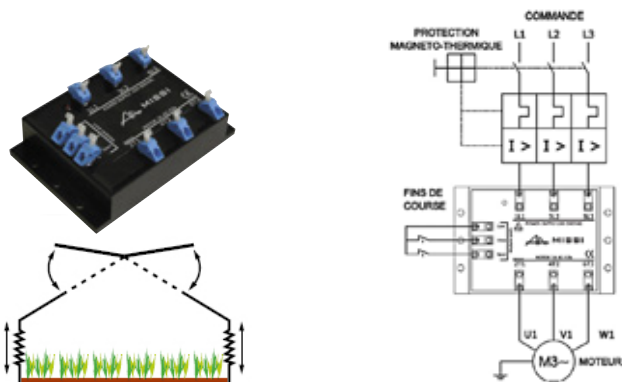 COMMANDE
PROTECTION
MAGNETO-THERMIQUE
L1 L2 L3
I > I > I >
FINS DE
COURSE
MISSI
MISSI
U1 V1 W1
M3~ MOTEUR